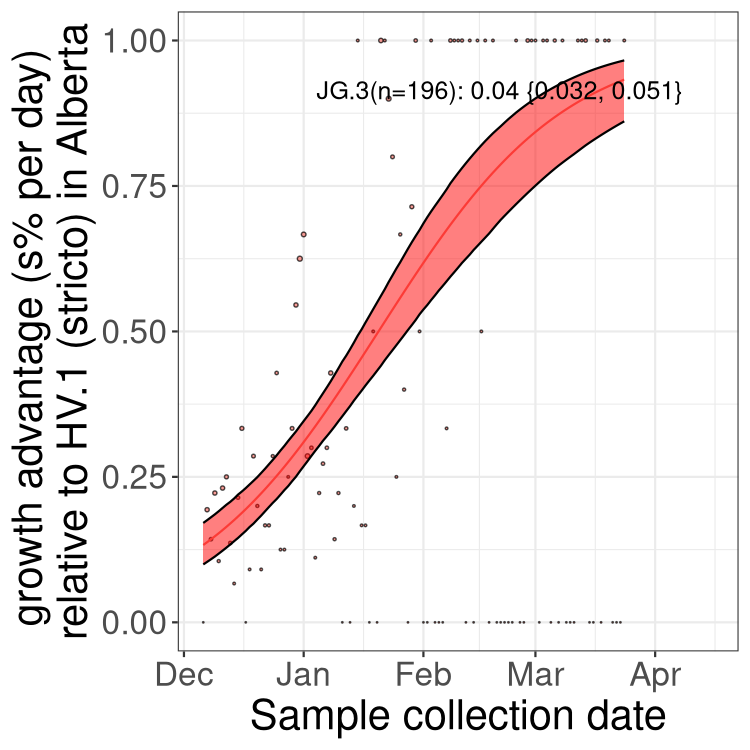 growth advantage (s% per day)
relative to HV.1 (stricto) in Alberta
1.00
0.75
0.50
0.25
0.00
JG.3(n=196): 0.04 {0.032, 0.051}
Dec Jan Feb Mar Apr
Sample collection date